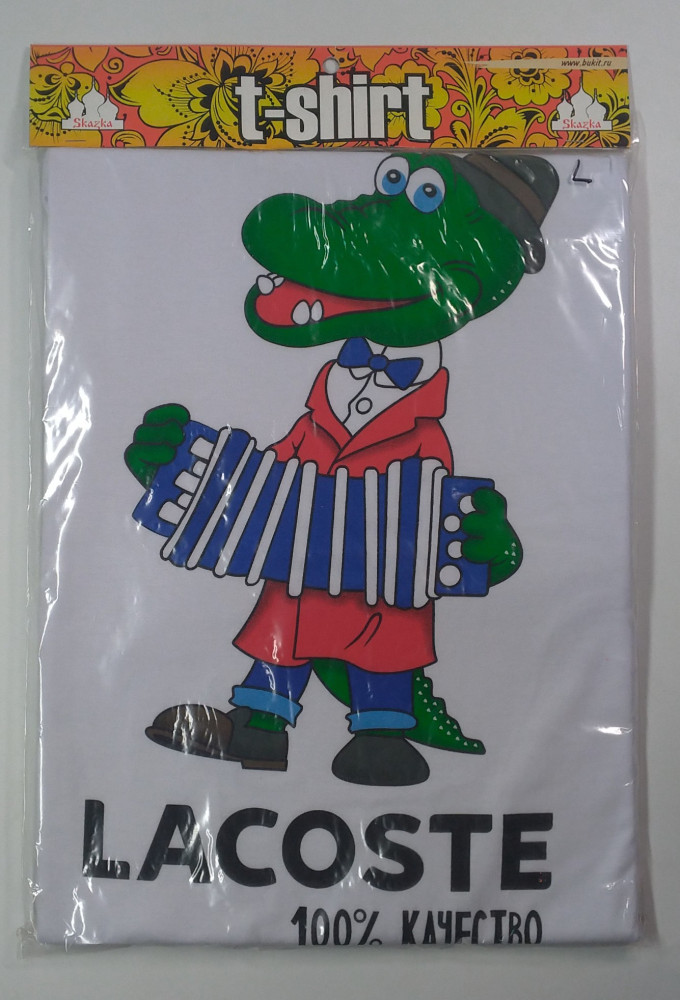 www.bukit.ru
Skazka t-shirt Skazka
L
LACOSTE
100% КАЧЕСТВО